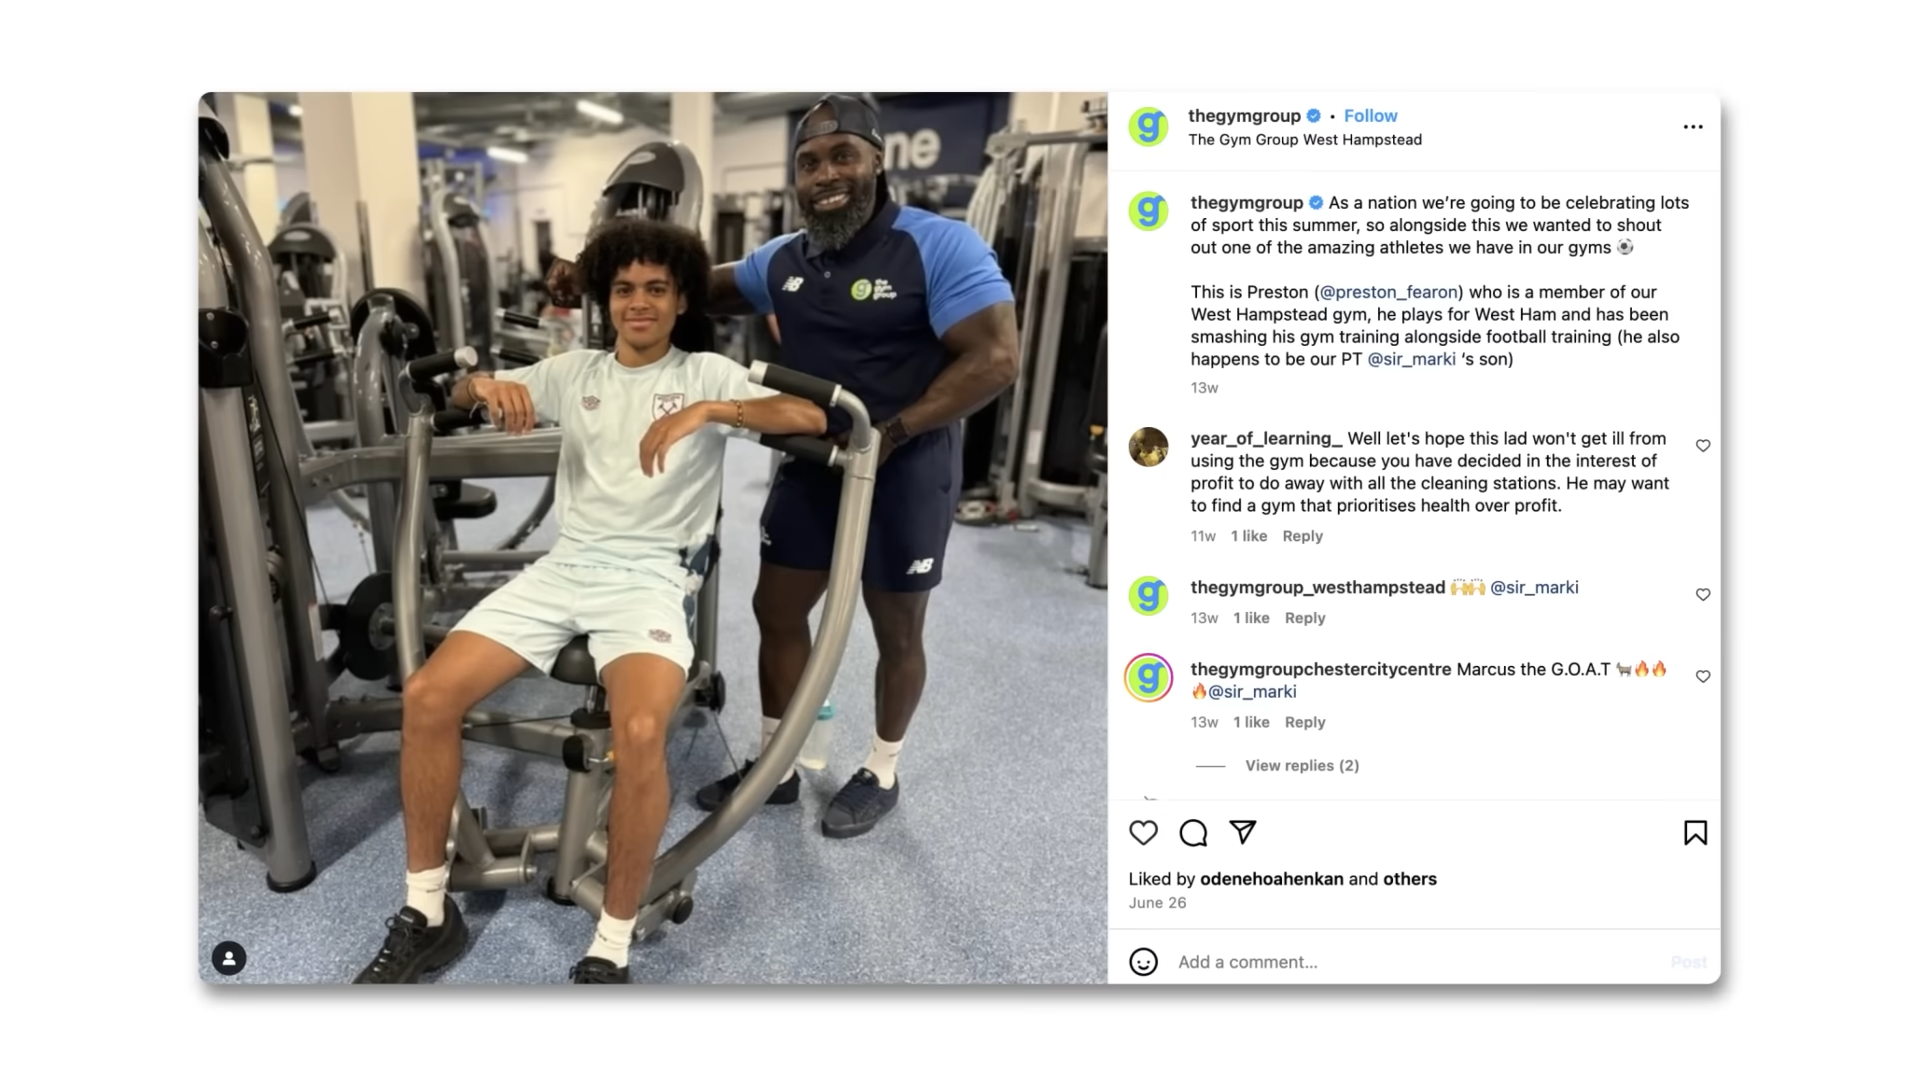 ne
NB
the
gym
group
NB
thegymgroup • Follow
The Gym Group West Hampstead
thegymgroup As a nation we’re going to be celebrating lots
of sport this summer, so alongside this we wanted to shout
out one of the amazing athletes we have in our gyms ⚽
This is Preston (@preston_fearon) who is a member of our
West Hampstead gym, he plays for West Ham and has been
smashing his gym training alongside football training (he also
happens to be our PT @sir_marki ‘s son)
13w
year_of_learning_ Well let's hope this lad won't get ill from
using the gym because you have decided in the interest of
profit to do away with all the cleaning stations. He may want
to find a gym that prioritises health over profit.
11w 1 like Reply
thegymgroup_westhampstead 🙌🙌 @sir_marki
13w 1 like Reply
thegymgroupchestercitycentre Marcus the G.O.A.T 🐐🔥🔥
🔥@sir_marki
13w 1 like Reply
View replies (2)
Liked by odenehoahenkan and others
June 26
Add a comment...
Post